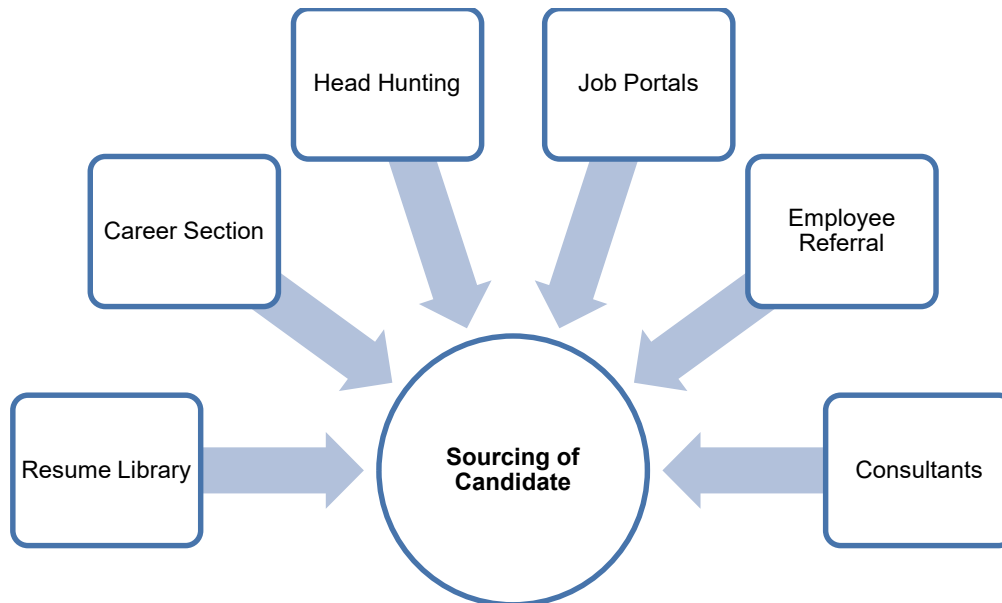 Head Hunting
Job Portals
Career Section
Employee
Referral
Resume Library
Sourcing of
Candidate
Consultants